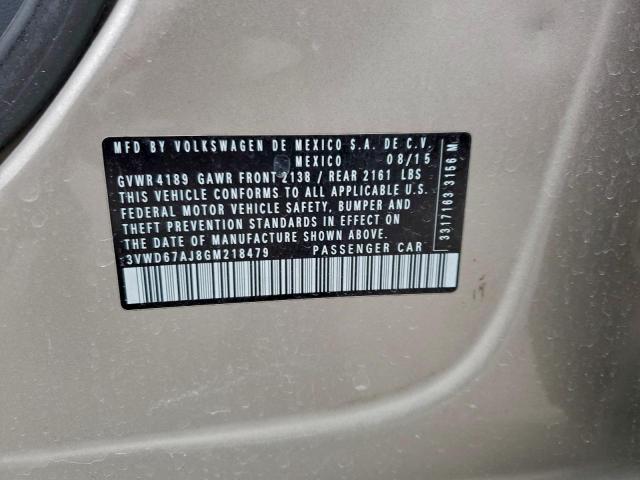 MFD BY VOLKSWAGEN DE MEXICO S.A. DE C.V.
MEXICO 08/15
GVWR 4189 GAWR FRONT 2138 / REAR 2161 LBS
THIS VEHICLE CONFORMS TO ALL APPLICABLE U.S.
FEDERAL MOTOR VEHICLE SAFETY, BUMPER AND
THEFT PREVENTION STANDARDS IN EFFECT ON
THE DATE OF MANUFACTURE SHOWN ABOVE.
3VWD67AJ8GM218479 PASSENGER CAR
3317163 3156 M